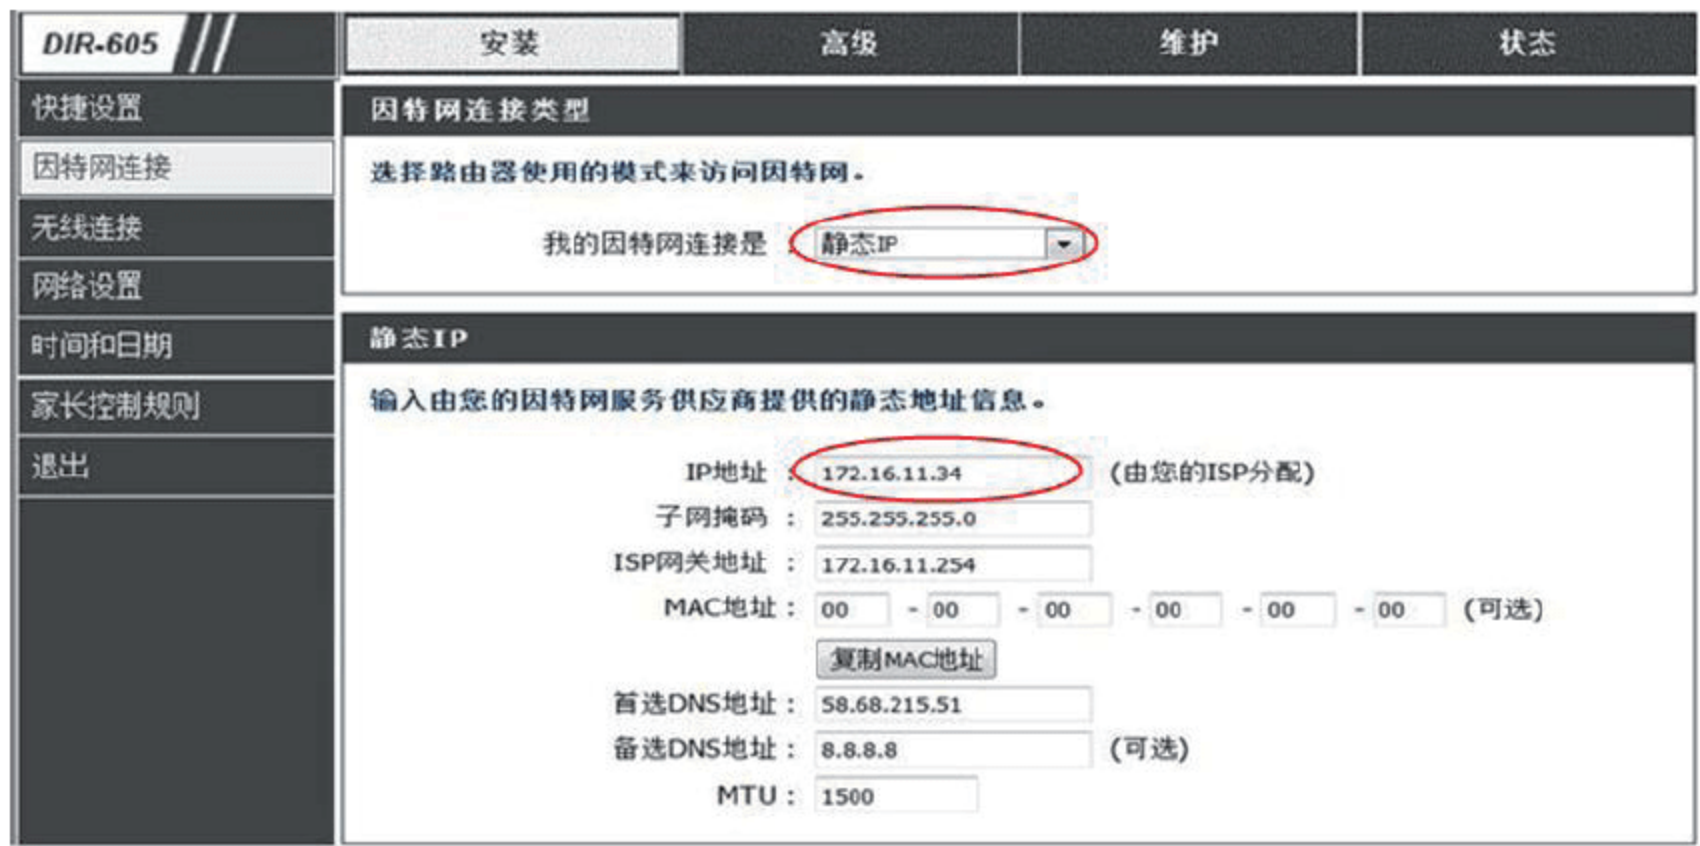 DIR-605
安装 高级 维护 状态
快捷设置
因特网连接
无线连接
网络设置
时间和日期
家长控制规则
退出
因特网连接类型
选择路由器使用的模式来访问因特网。
我的因特网连接是 : 静态IP
静态IP
输入由您的因特网服务供应商提供的静态地址信息。
IP地址 : 172.16.11.34 (由您的ISP分配)
子网掩码 : 255.255.255.0
ISP网关地址 : 172.16.11.254
MAC地址 : 00 - 00 - 00 - 00 - 00 - 00 (可选)
复制MAC地址
首选DNS地址 : 58.68.215.51
备选DNS地址 : 8.8.8.8 (可选)
MTU : 1500